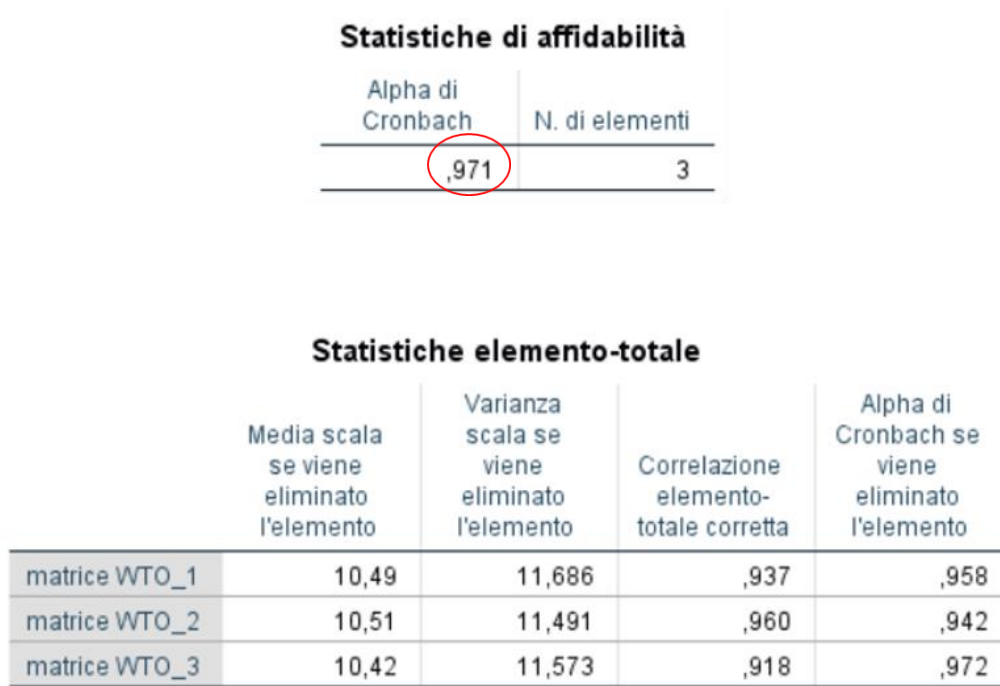 Statistiche di affidabilità
Alpha di
Cronbach
N. di elementi
,971 3
Statistiche elemento-totale
Media scala
se viene
eliminato
l'elemento
Varianza
scala se
viene
eliminato
l'elemento
Correlazione
elemento-
totale corretta
Alpha di
Cronbach se
viene
eliminato
l'elemento
matrice WTO_1 10,49 11,686 ,937 ,958
matrice WTO_2 10,51 11,491 ,960 ,942
matrice WTO_3 10,42 11,573 ,918 ,972